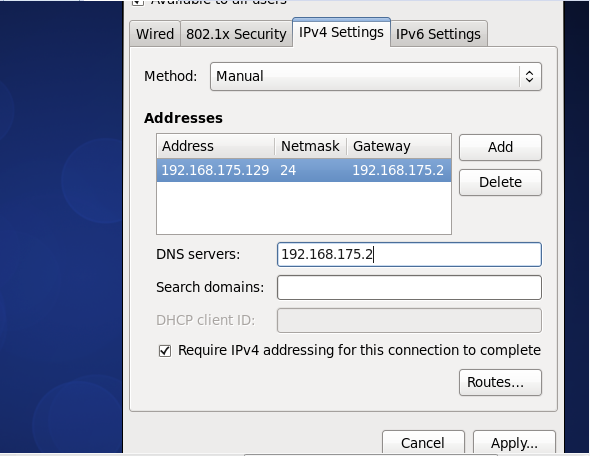 Available to all users
Wired 802.1x Security IPv4 Settings IPv6 Settings
Method: Manual
Addresses
Address Netmask Gateway
192.168.175.129 24 192.168.175.2
Add
Delete
DNS servers: 192.168.175.2
Search domains:
DHCP client ID:
Require IPv4 addressing for this connection to complete
Routes...
Cancel Apply...